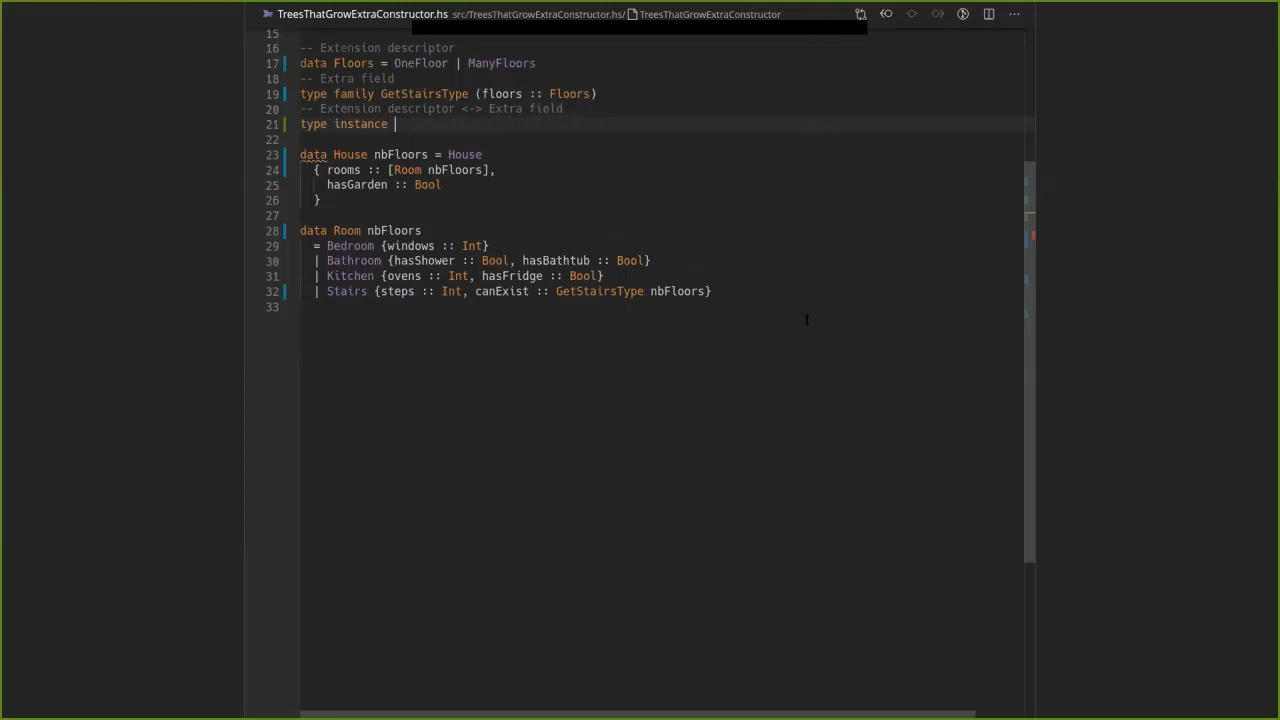 TreesThatGrowExtraConstructor.hs src/TreesThatGrowExtraConstructor.hs/ TreesThatGrowExtraConstructor
15
16 -- Extension descriptor
17 data Floors = OneFloor | ManyFloors
18 -- Extra field
19 type family GetStairsType (floors :: Floors)
20 -- Extension descriptor <-> Extra field
21 type instance
22
23 data House nbFloors = House
24 { rooms :: [Room nbFloors],
25 hasGarden :: Bool
26 }
27
28 data Room nbFloors
29 = Bedroom {windows :: Int}
30 | Bathroom {hasShower :: Bool, hasBathtub :: Bool}
31 | Kitchen {ovens :: Int, hasFridge :: Bool}
32 | Stairs {steps :: Int, canExist :: GetStairsType nbFloors}
33